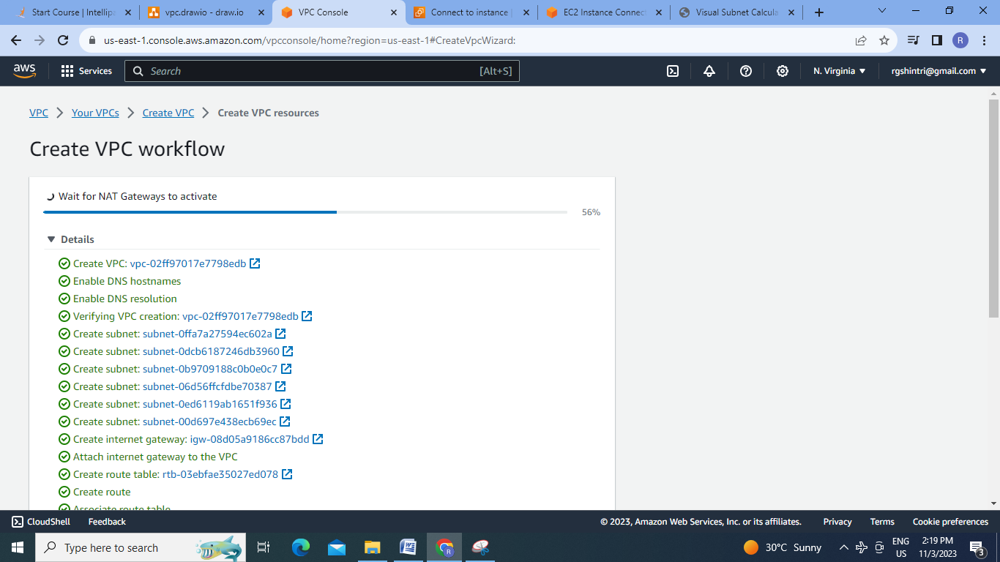 Start Course | Intellipa
vpc.drawio - draw.io
VPC Console
Connect to instance |
EC2 Instance Connect
Visual Subnet Calcula
us-east-1.console.aws.amazon.com/vpcconsole/home?region=us-east-1#CreateVpcWizard:
R
aws
Services
Search
[Alt+S]
N. Virginia
rgshintri@gmail.com
VPC
Your VPCs
Create VPC
Create VPC resources
Create VPC workflow
Wait for NAT Gateways to activate
56%
Details
Create VPC: vpc-02ff97017e7798edb
Enable DNS hostnames
Enable DNS resolution
Verifying VPC creation: vpc-02ff97017e7798edb
Create subnet: subnet-0ffa7a27594ec602a
Create subnet: subnet-0dcb6187246db3960
Create subnet: subnet-0b9709188c0b0e0c7
Create subnet: subnet-06d56ffcfdbe70387
Create subnet: subnet-0ed6119ab1651f936
Create subnet: subnet-00d697e438ecb69ec
Create internet gateway: igw-08d05a9186cc87bdd
Attach internet gateway to the VPC
Create route table: rtb-03ebfae35027ed078
Create route
Associate route table
CloudShell
Feedback
© 2023, Amazon Web Services, Inc. or its affiliates.
Privacy
Terms
Cookie preferences
Type here to search
30°C Sunny
ENG
US
2:19 PM
11/3/2023
3